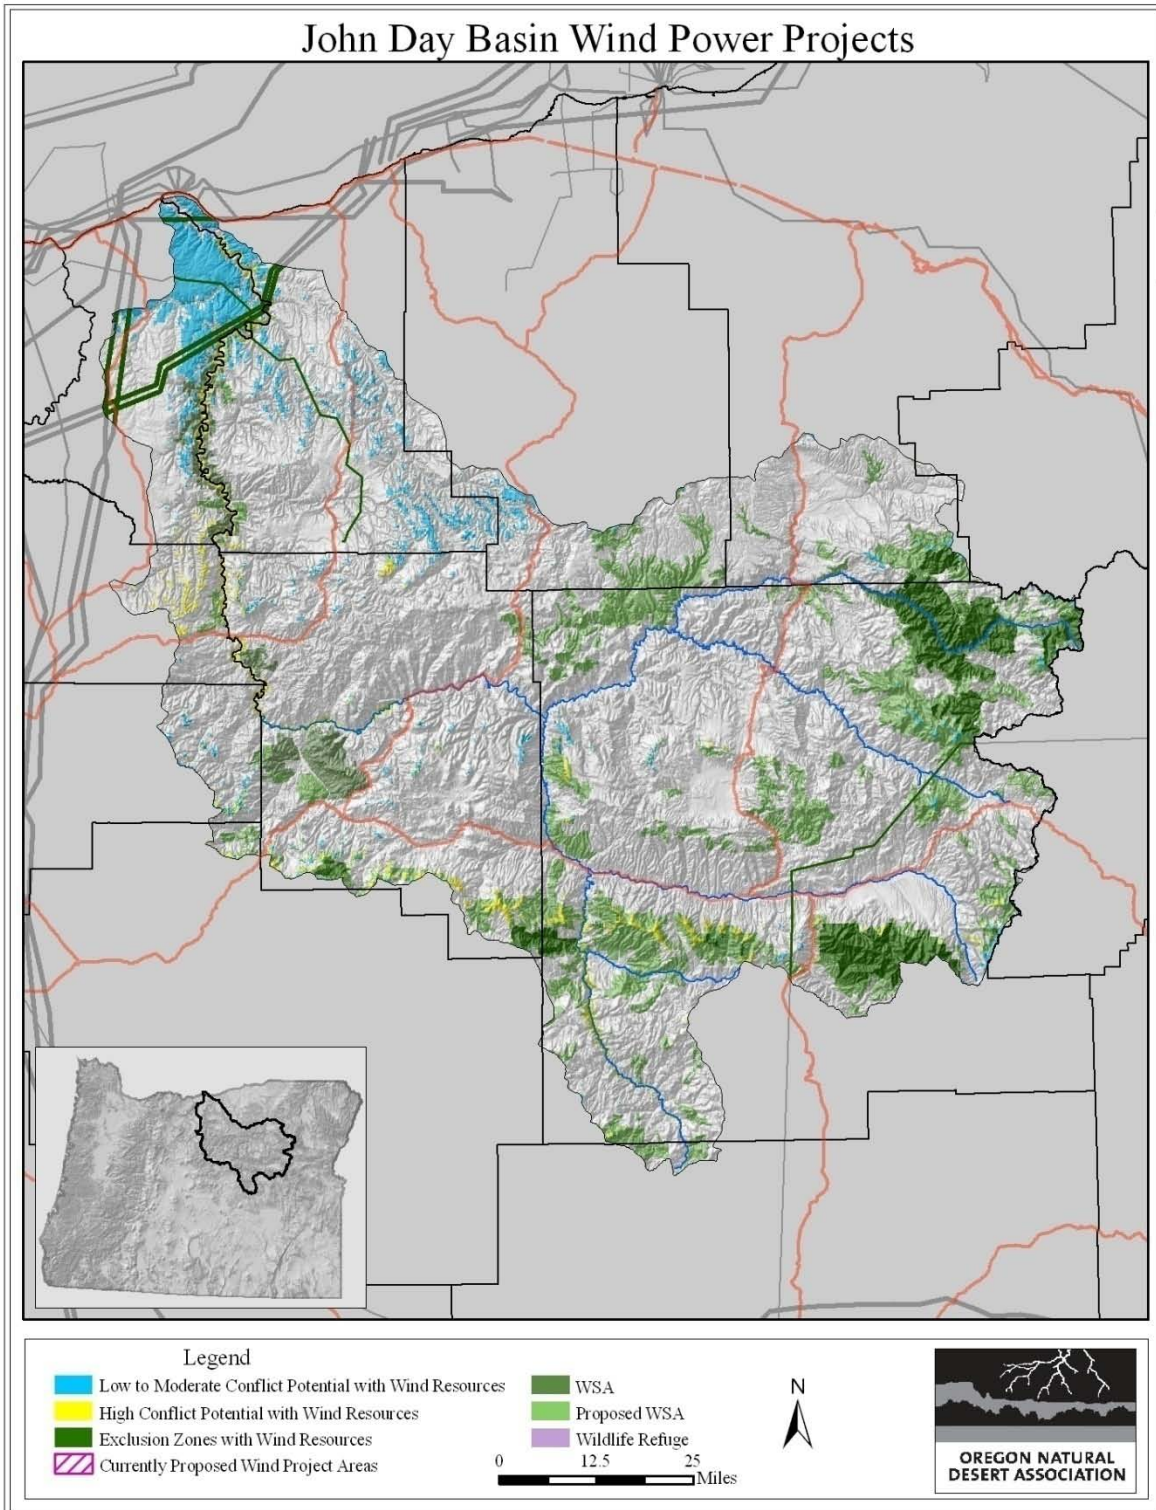 John Day Basin Wind Power Projects
Legend
Low to Moderate Conflict Potential with Wind Resources
High Conflict Potential with Wind Resources
Exclusion Zones with Wind Resources
Currently Proposed Wind Project Areas
WSA
Proposed WSA
Wildlife Refuge
0 12.5 25
Miles
N
OREGON NATURAL
DESERT ASSOCIATION